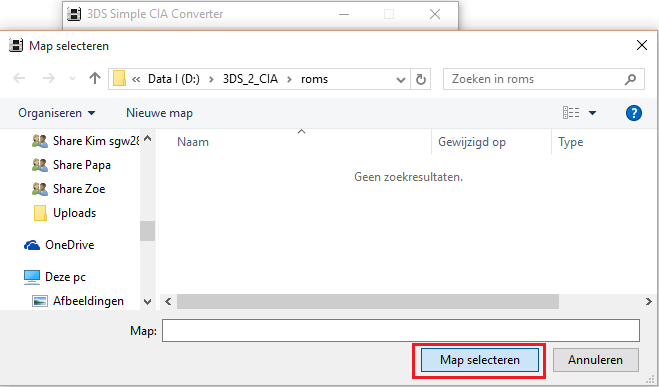 3DS Simple CIA Converter
Map selecteren
« Data I (D:) > 3DS_2_CIA > roms
Zoeken in roms
Organiseren
Nieuwe map
Naam
Gewijzigd op
Type
Geen zoekresultaten.
Share Kim sgw28
Share Papa
Share Zoe
Uploads
OneDrive
Deze pc
Afbeeldingen
Map:
Map selecteren
Annuleren